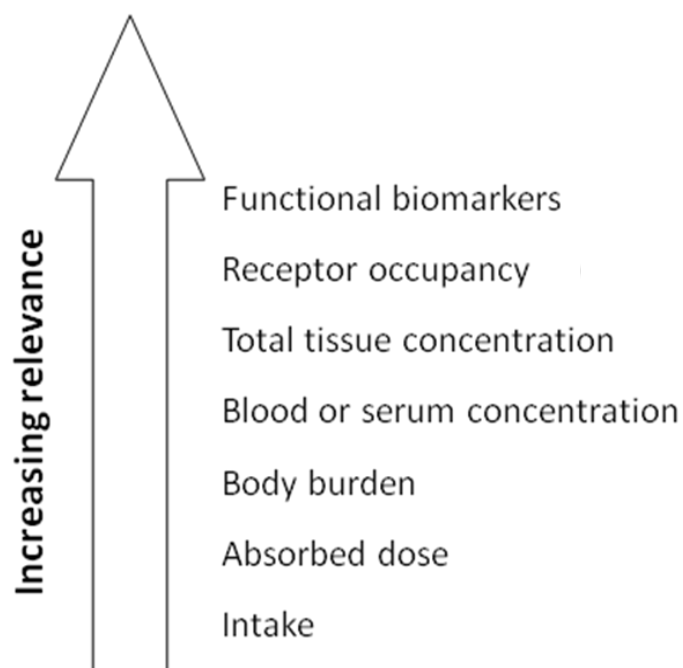 Increasing relevance
Functional biomarkers
Receptor occupancy
Total tissue concentration
Blood or serum concentration
Body burden
Absorbed dose
Intake